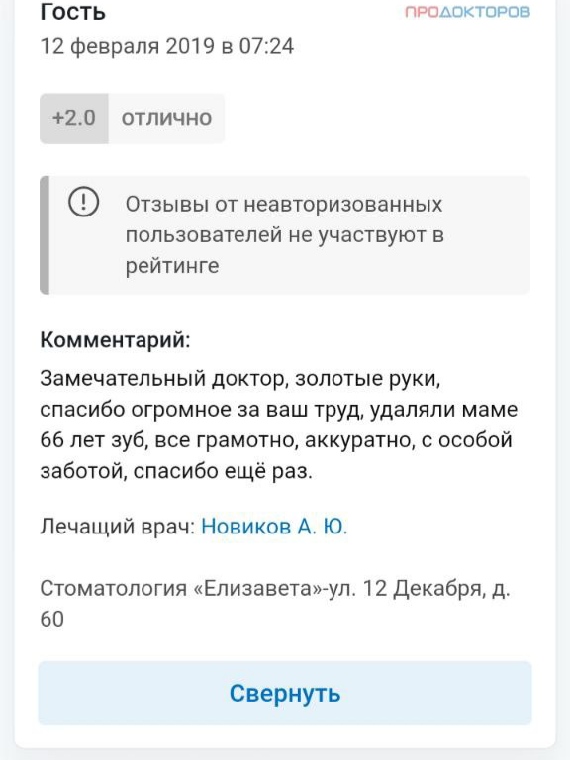 Гость
ПРОДОКТОРОВ
12 февраля 2019 в 07:24
+2.0 отлично
Отзывы от неавторизованных
пользователей не участвуют в
рейтинге
Комментарий:
Замечательный доктор, золотые руки,
спасибо огромное за ваш труд, удаляли маме
66 лет зуб, все грамотно, аккуратно, с особой
заботой, спасибо ещё раз.
Лечащий врач: Новиков А. Ю.
Стоматология «Елизавета»-ул. 12 Декабря, д.
60
Свернуть